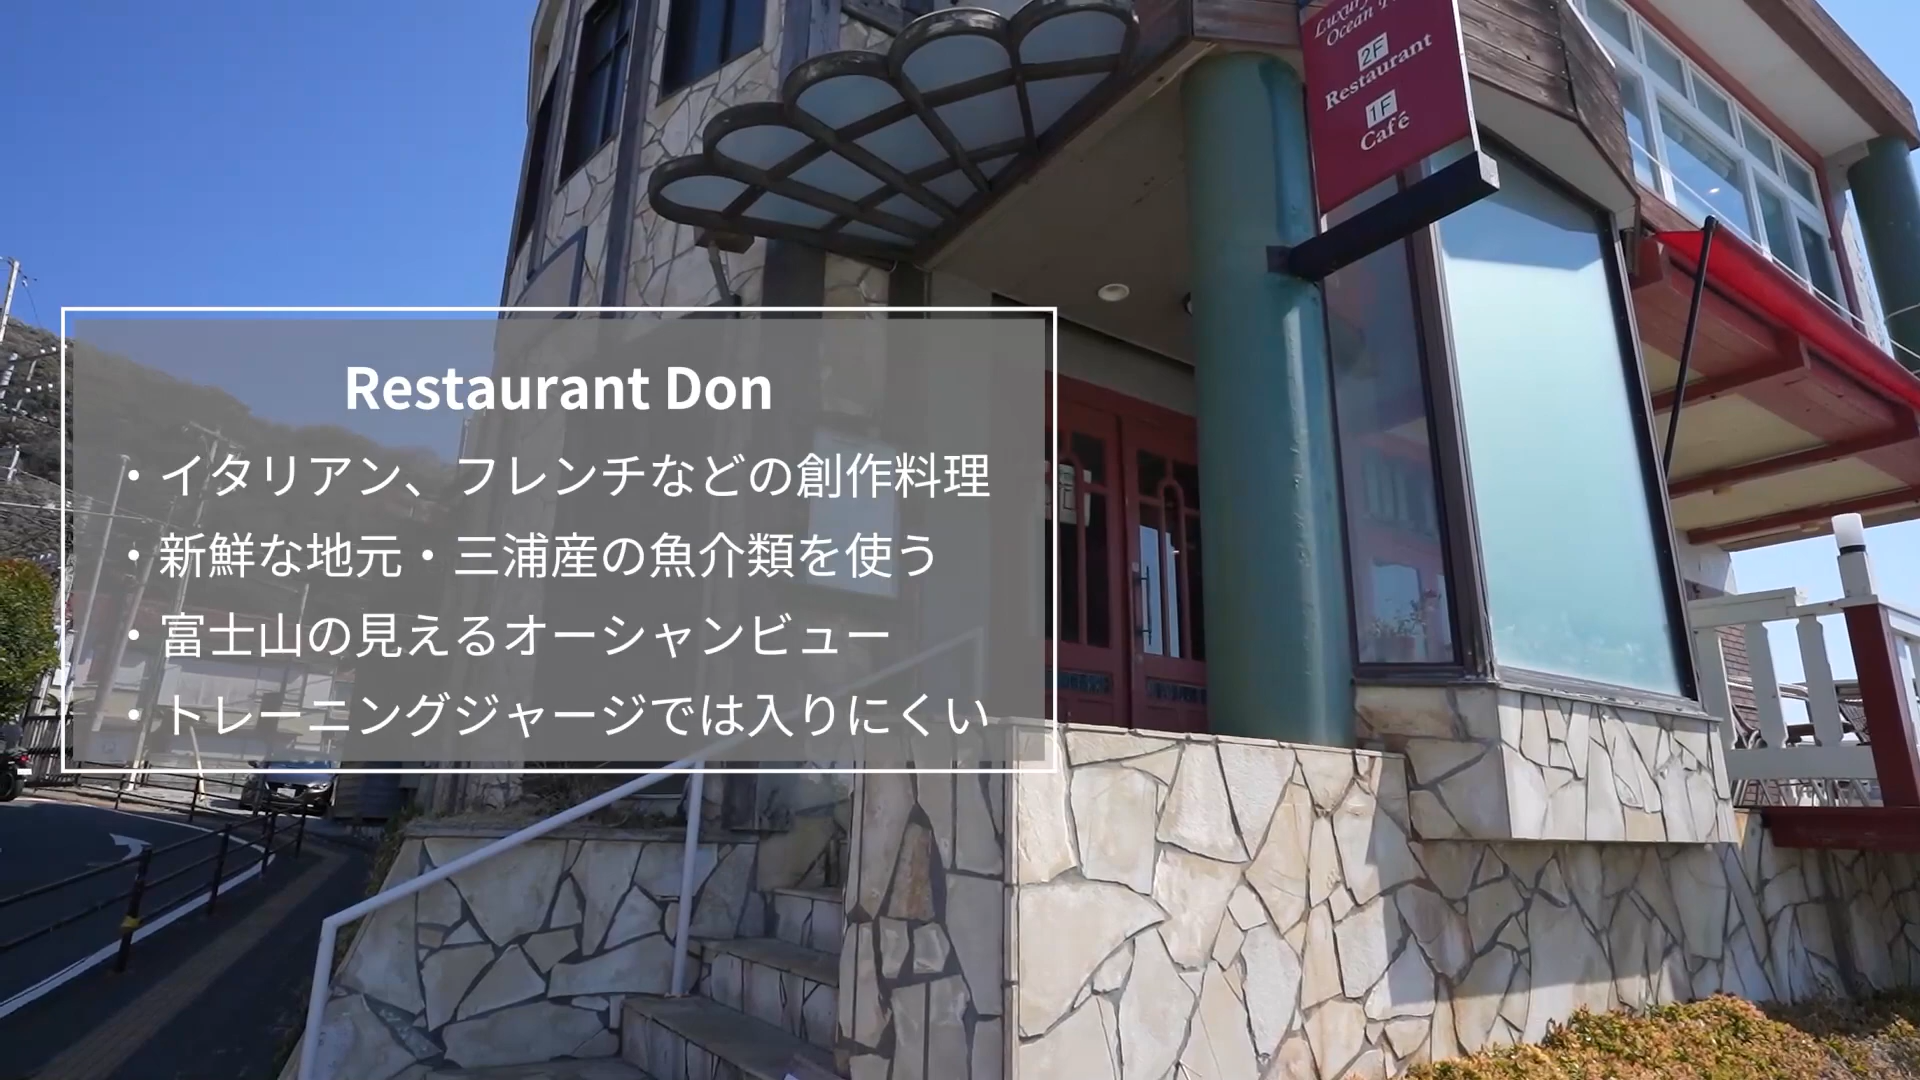 Luxury
Ocean
2F
Restaurant
1F
Café
Restaurant Don
・イタリアン、フレンチなどの創作料理
・新鮮な地元・三浦産の魚介類を使う
・富士山の見えるオーシャンビュー
・トレーニングジャージでは入りにくい